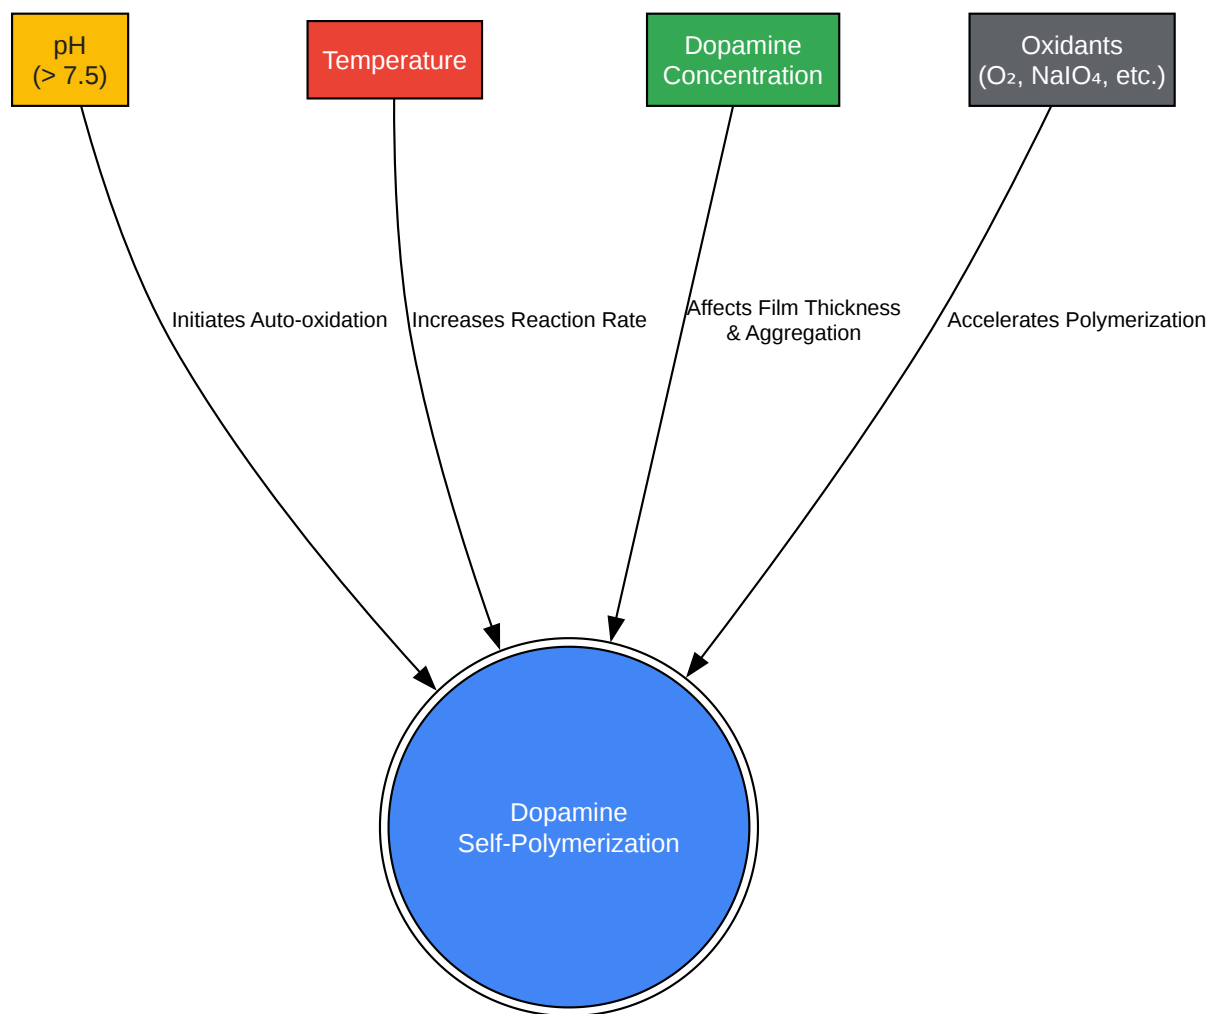 pH
(> 7.5)
Temperature
Dopamine
Concentration
Oxidants
(O₂, NaIO₄, etc.)
Initiates Auto-oxidation
Increases Reaction Rate
Affects Film Thickness
& Aggregation
Accelerates Polymerization
Dopamine
Self-Polymerization